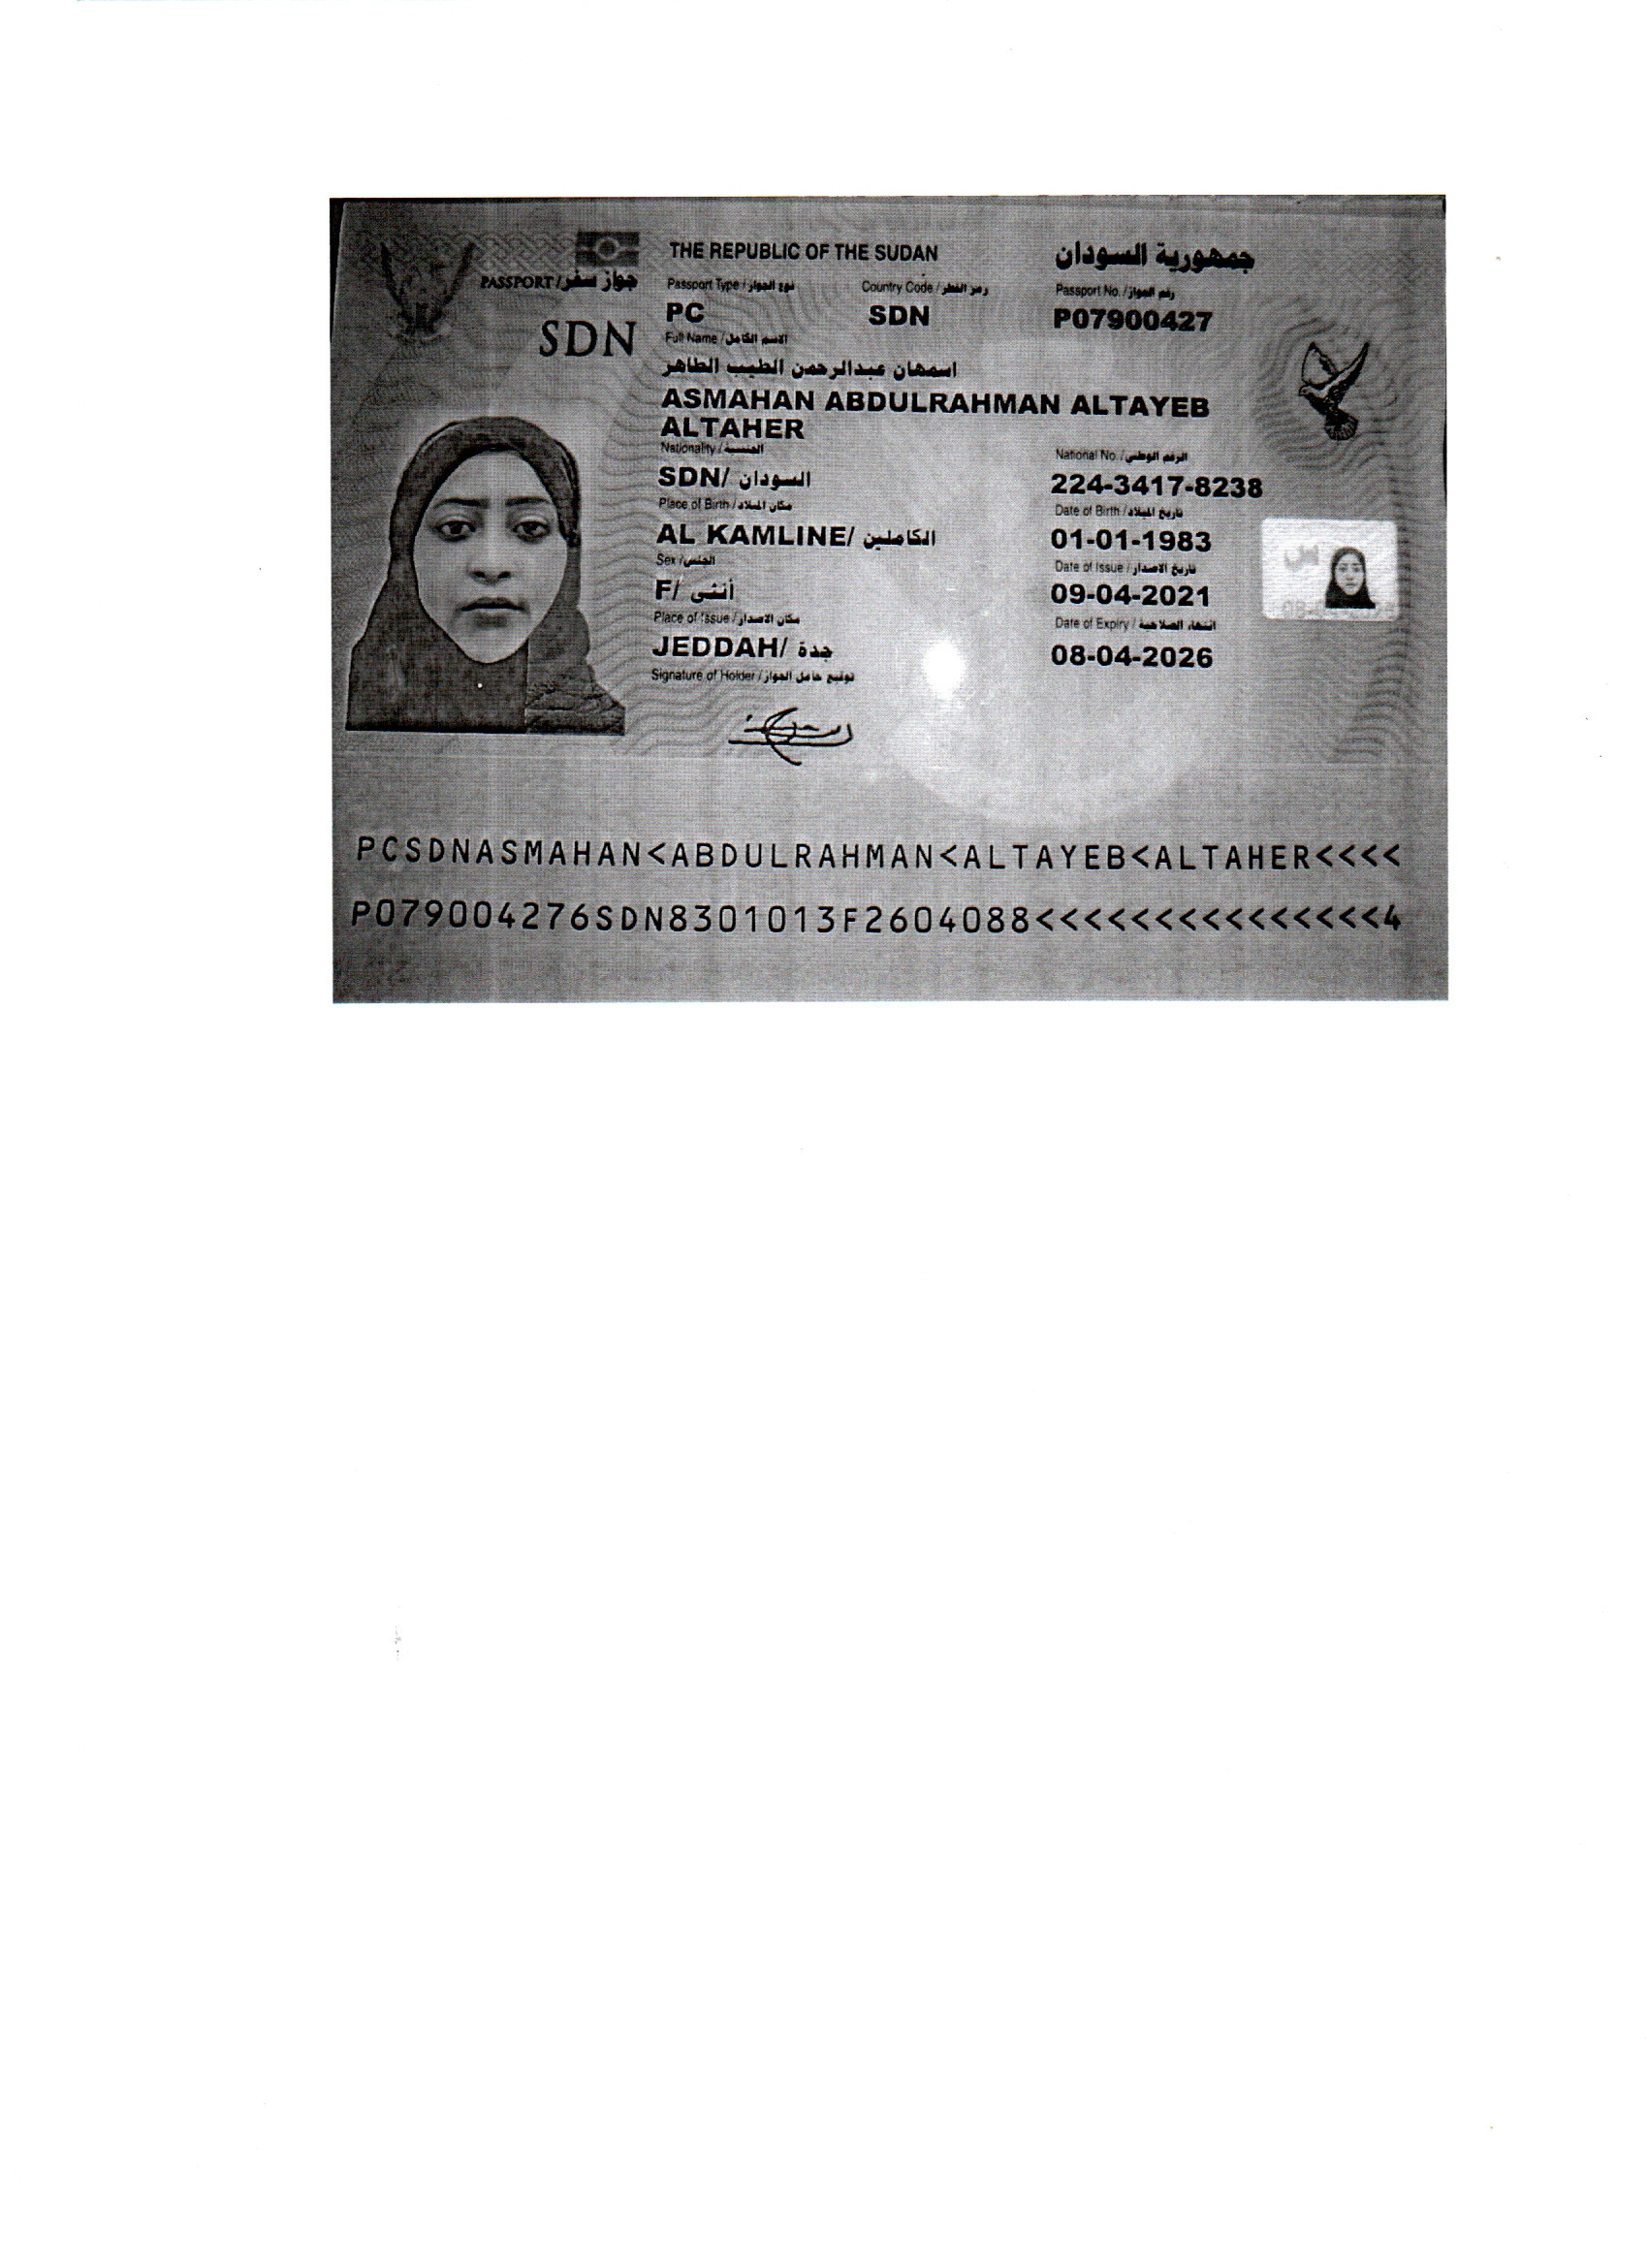 THE REPUBLIC OF THE SUDAN جمهورية السودان
PASSPORT / جواز سفر
Passport Type / نوع الجواز Country Code / رمز القطر Passport No. / رقم الجواز
PC SDN P07900427
SDN
Full Name / الاسم الكامل
اسمهان عبدالرحمن الطيب الطاهر
ASMAHAN ABDULRAHMAN ALTAYEB
ALTAHER
Nationality / الجنسية National No. / الرقم الوطني
SDN/ السودان 224-3417-8238
Place of Birth / مكان الميلاد Date of Birth / تاريخ الميلاد
AL KAMLINE/ الكاملين 01-01-1983
Sex / الجنس Date of Issue / تاريخ الاصدار
F/ أنثى 09-04-2021
Place of Issue / مكان الاصدار Date of Expiry / انتهاء الصلاحية
JEDDAH/ جدة 08-04-2026
Signature of Holder / توقيع حامل الجواز
PCSDNASMAHAN<ABDULRAHMAN<ALTAYEB<ALTAHER<<<<
P079004276SDN8301013F2604088<<<<<<<<<<<<<<<4